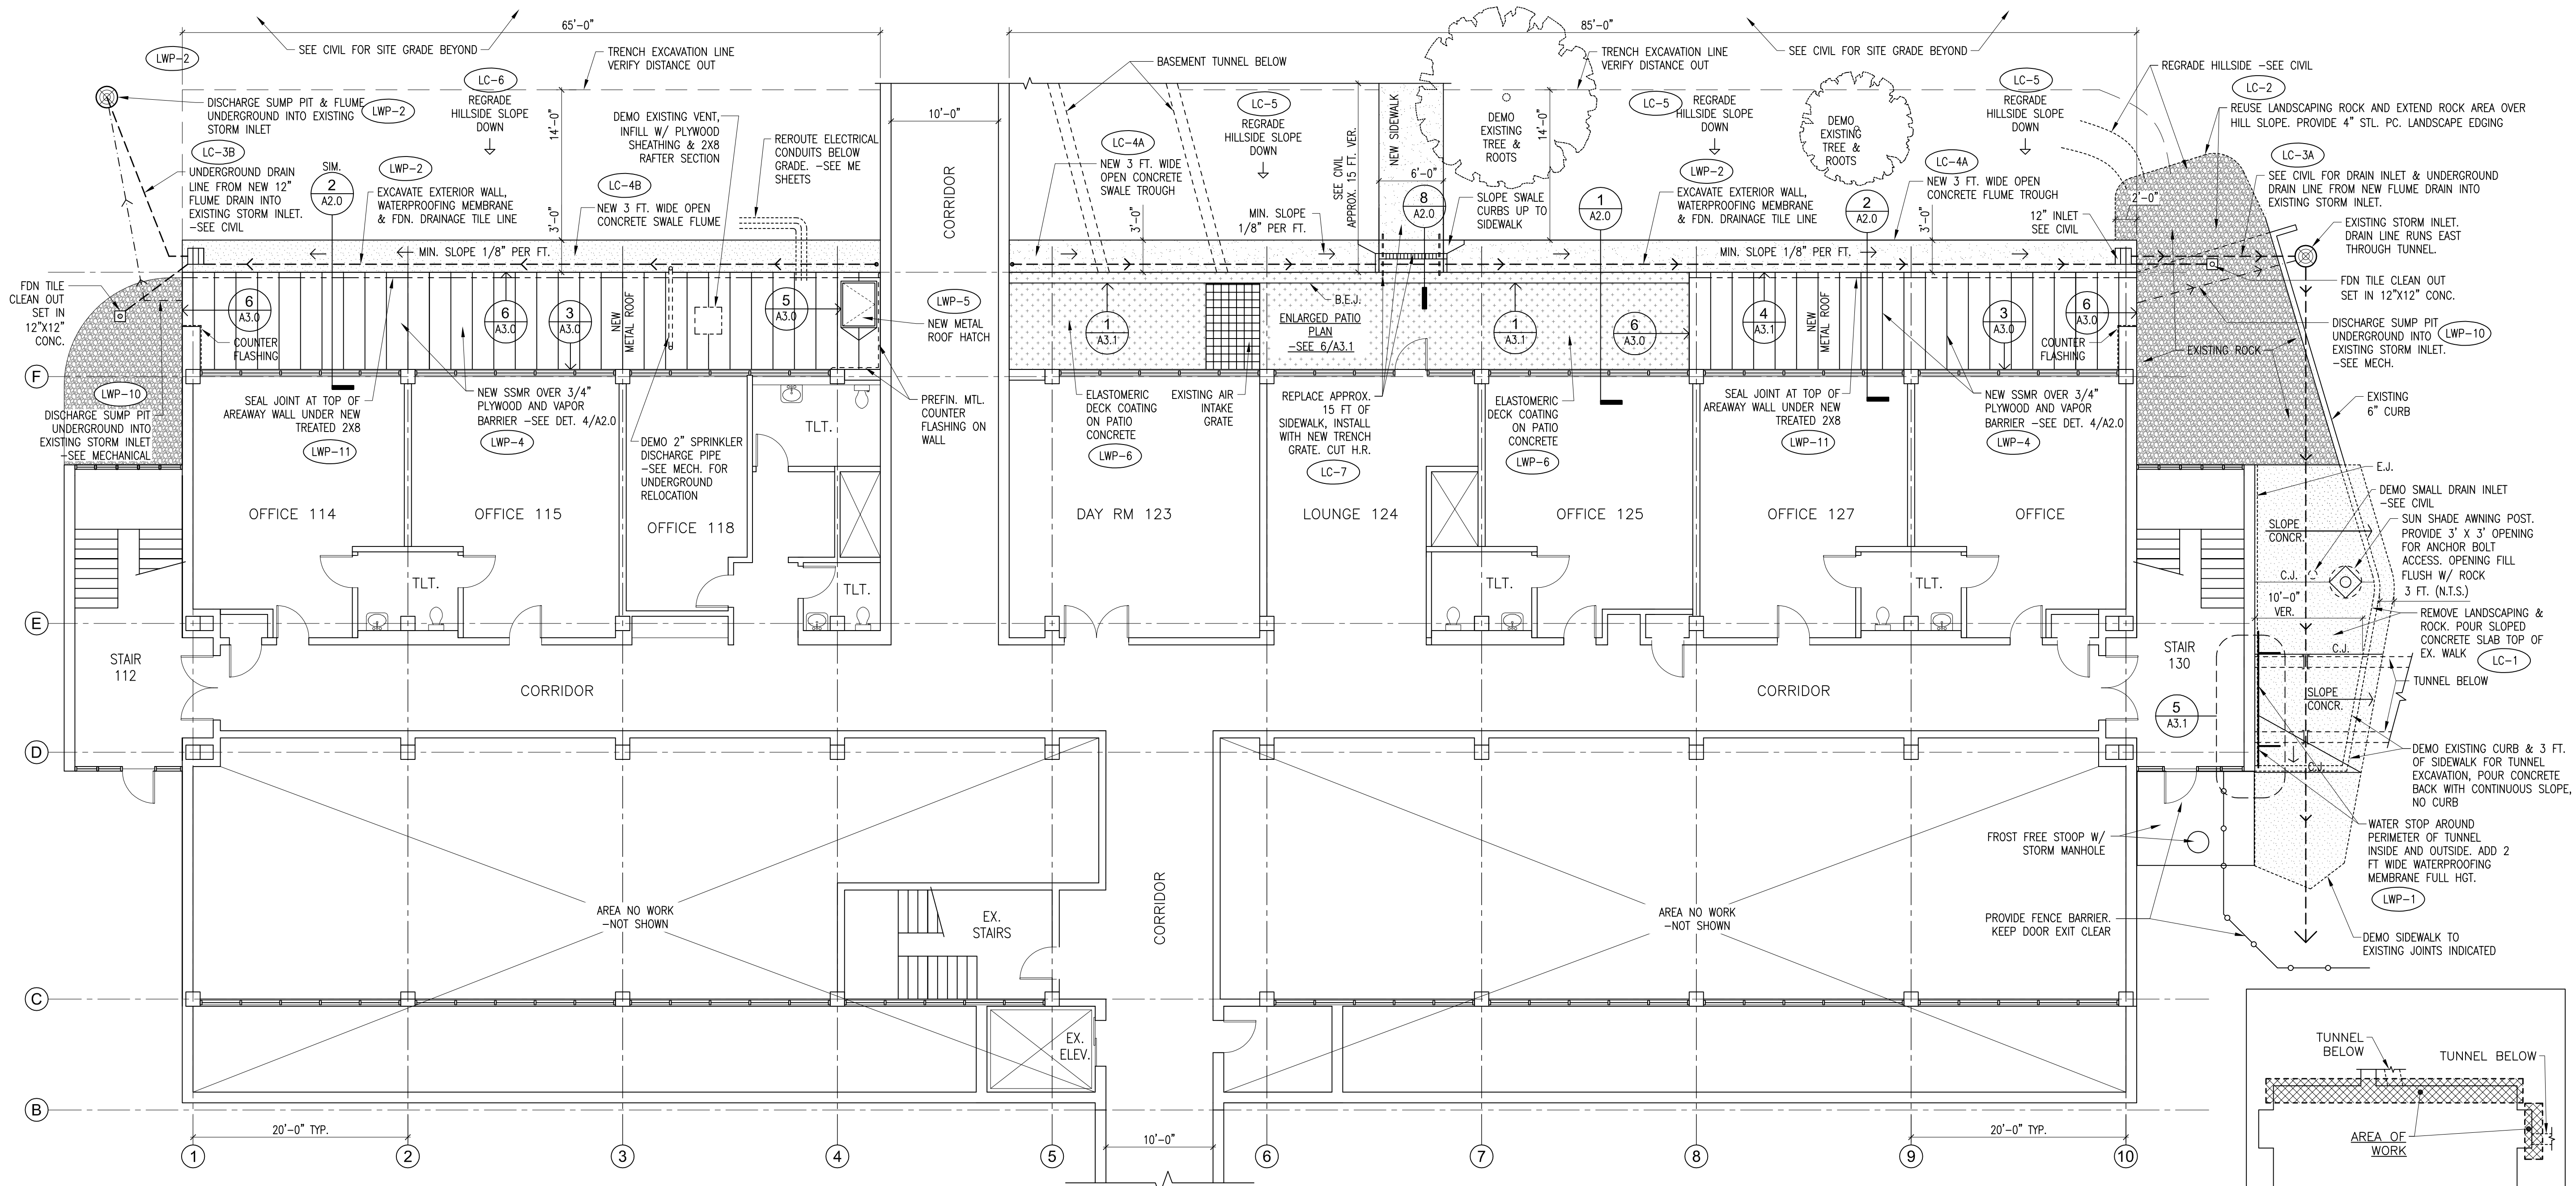 65'-0"
85'-0"
SEE CIVIL FOR SITE GRADE BEYOND
TRENCH EXCAVATION LINE
VERIFY DISTANCE OUT
BASEMENT TUNNEL BELOW
TRENCH EXCAVATION LINE
VERIFY DISTANCE OUT
SEE CIVIL FOR SITE GRADE BEYOND
REGRADE HILLSIDE -SEE CIVIL
LWP-2
DISCHARGE SUMP PIT & FLUME
UNDERGROUND INTO EXISTING
STORM INLET
LWP-2
LC-6
REGRADE
HILLSIDE SLOPE
DOWN
14'-0"
DEMO EXISTING VENT,
INFILL W/ PLYWOOD
SHEATHING & 2X8
RAFTER SECTION
REROUTE ELECTRICAL
CONDUITS BELOW
GRADE. -SEE ME
SHEETS
10'-0"
CORRIDOR
LC-4A
NEW 3 FT. WIDE
OPEN CONCRETE
SWALE TROUGH
LC-5
REGRADE
HILLSIDE SLOPE
DOWN
SEE CIVIL
APPROX. 15 FT. VER.
NEW SIDEWALK
6'-0"
DEMO
EXISTING
TREE &
ROOTS
14'-0"
LC-5
REGRADE
HILLSIDE SLOPE
DOWN
DEMO
EXISTING
TREE &
ROOTS
LC-5
REGRADE
HILLSIDE SLOPE
DOWN
LC-2
REUSE LANDSCAPING ROCK AND EXTEND ROCK AREA OVER
HILL SLOPE. PROVIDE 4" STL. PC. LANDSCAPE EDGING
LC-3B
UNDERGROUND DRAIN
LINE FROM NEW 12"
FLUME DRAIN INTO
EXISTING STORM INLET.
-SEE CIVIL
SIM.
2
A2.0
LWP-2
EXCAVATE EXTERIOR WALL,
WATERPROOFING MEMBRANE
& FDN. DRAINAGE TILE LINE
LC-4B
NEW 3 FT. WIDE OPEN
CONCRETE SWALE FLUME
3'-0"
3'-0"
MIN. SLOPE
1/8" PER FT.
8
A2.0
SLOPE SWALE
CURBS UP TO
SIDEWALK
1
A2.0
LWP-2
EXCAVATE EXTERIOR WALL,
WATERPROOFING MEMBRANE
& FDN. DRAINAGE TILE LINE
2
A2.0
LC-4A
NEW 3 FT. WIDE OPEN
CONCRETE FLUME TROUGH
3'-0"
12" INLET
SEE CIVIL
2'-0"
LC-3A
SEE CIVIL FOR DRAIN INLET & UNDERGROUND
DRAIN LINE FROM NEW FLUME DRAIN INTO
EXISTING STORM INLET.
EXISTING STORM INLET.
DRAIN LINE RUNS EAST
THROUGH TUNNEL.
MIN. SLOPE 1/8" PER FT.
MIN. SLOPE 1/8" PER FT.
FDN TILE
CLEAN OUT
SET IN
12"X12"
CONC.
6
A3.0
COUNTER
FLASHING
6
A3.0
3
A3.0
NEW
METAL ROOF
5
A3.0
LWP-5
NEW METAL
ROOF HATCH
1
A3.1
B.E.J.
ENLARGED PATIO
PLAN
-SEE 6/A3.1
1
A3.1
6
A3.0
4
A3.1
NEW
METAL ROOF
3
A3.0
6
A3.0
COUNTER
FLASHING
EXISTING ROCK
FDN TILE CLEAN OUT
SET IN 12"X12" CONC.
DISCHARGE SUMP PIT
UNDERGROUND INTO
EXISTING STORM INLET.
-SEE MECH.
LWP-10
F
LWP-10
DISCHARGE SUMP PIT
UNDERGROUND INTO
EXISTING STORM INLET
-SEE MECHANICAL
SEAL JOINT AT TOP OF
AREAWAY WALL UNDER NEW
TREATED 2X8
LWP-11
NEW SSMR OVER 3/4"
PLYWOOD AND VAPOR
BARRIER -SEE DET. 4/A2.0
LWP-4
DEMO 2" SPRINKLER
DISCHARGE PIPE
-SEE MECH. FOR
UNDERGROUND
RELOCATION
TLT.
PREFIN. MTL.
COUNTER
FLASHING ON
WALL
ELASTOMERIC
DECK COATING
ON PATIO
CONCRETE
LWP-6
EXISTING AIR
INTAKE
GRATE
REPLACE APPROX.
15 FT OF
SIDEWALK, INSTALL
WITH NEW TRENCH
GRATE. CUT H.R.
LC-7
ELASTOMERIC
DECK COATING
ON PATIO
CONCRETE
LWP-6
SEAL JOINT AT TOP OF
AREAWAY WALL UNDER NEW
TREATED 2X8
LWP-11
NEW SSMR OVER 3/4"
PLYWOOD AND VAPOR
BARRIER -SEE DET. 4/A2.0
LWP-4
EXISTING
6" CURB
E.J.
DEMO SMALL DRAIN INLET
-SEE CIVIL
SUN SHADE AWNING POST.
PROVIDE 3' X 3' OPENING
FOR ANCHOR BOLT
ACCESS. OPENING FILL
FLUSH W/ ROCK
3 FT. (N.T.S.)
SLOPE
CONCR.
C.J.
10'-0"
VER.
REMOVE LANDSCAPING &
ROCK. POUR SLOPED
CONCRETE SLAB TOP OF
EX. WALK
LC-1
C.J.
TUNNEL BELOW
SLOPE
CONCR.
OFFICE 114
OFFICE 115
OFFICE 118
DAY RM 123
LOUNGE 124
OFFICE 125
OFFICE 127
OFFICE
TLT.
TLT.
TLT.
TLT.
E
STAIR
112
CORRIDOR
CORRIDOR
STAIR
130
5
A3.1
D
C.J.
DEMO EXISTING CURB & 3 FT.
OF SIDEWALK FOR TUNNEL
EXCAVATION, POUR CONCRETE
BACK WITH CONTINUOUS SLOPE,
NO CURB
FROST FREE STOOP W/
STORM MANHOLE
WATER STOP AROUND
PERIMETER OF TUNNEL
INSIDE AND OUTSIDE. ADD 2
FT WIDE WATERPROOFING
MEMBRANE FULL HGT.
LWP-1
AREA NO WORK
-NOT SHOWN
EX.
STAIRS
CORRIDOR
AREA NO WORK
-NOT SHOWN
PROVIDE FENCE BARRIER.
KEEP DOOR EXIT CLEAR
DEMO SIDEWALK TO
EXISTING JOINTS INDICATED
C
EX.
ELEV.
B
TUNNEL
BELOW
TUNNEL BELOW
AREA OF
WORK
20'-0" TYP.
10'-0"
20'-0" TYP.
1
2
3
4
5
6
7
8
9
10